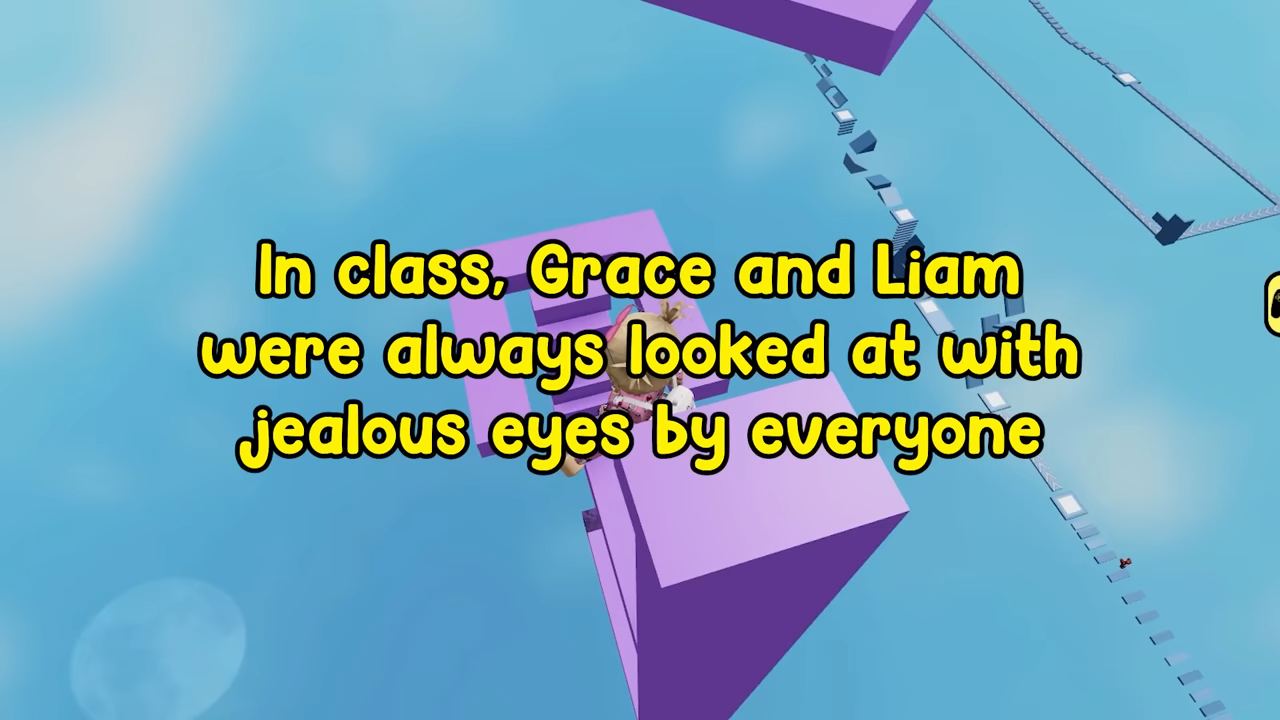 In class, Grace and Liam
were always looked at with
jealous eyes by everyone